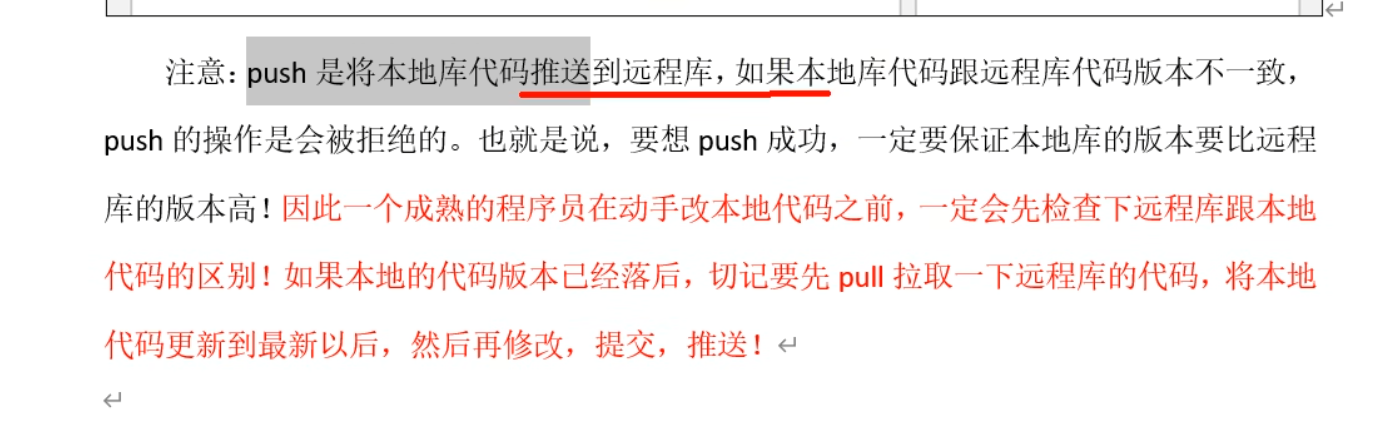 注意：push 是将本地库代码推送到远程库，如果本地库代码跟远程库代码版本不一致，
push 的操作是会被拒绝的。也就是说，要想 push 成功，一定要保证本地库的版本要比远程
库的版本高！因此一个成熟的程序员在动手改本地代码之前，一定会先检查下远程库跟本地
代码的区别！如果本地的代码版本已经落后，切记要先 pull 拉取一下远程库的代码，将本地
代码更新到最新以后，然后再修改，提交，推送！